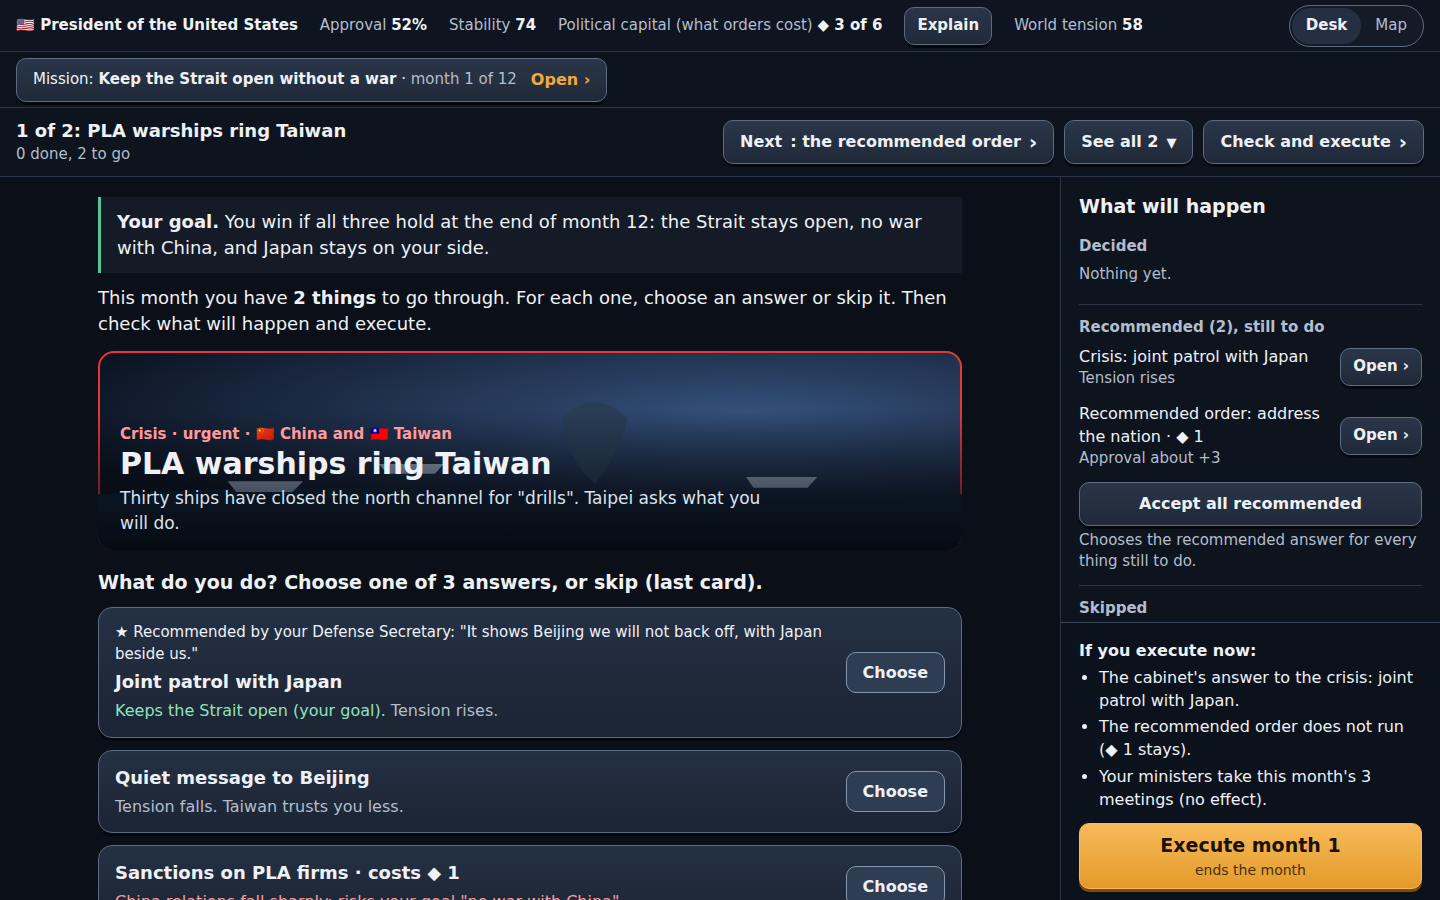 🇺🇸 President of the United States Approval 52% Stability 74 Political capital (what orders cost) ◆ 3 of 6 Explain World tension 58 Desk Map
Mission: Keep the Strait open without a war · month 1 of 12 Open ›
1 of 2: PLA warships ring Taiwan
0 done, 2 to go
Next : the recommended order ›
See all 2 ▼
Check and execute ›
Your goal. You win if all three hold at the end of month 12: the Strait stays open, no war
with China, and Japan stays on your side.
This month you have 2 things to go through. For each one, choose an answer or skip it. Then
check what will happen and execute.
Crisis · urgent · 🇨🇳 China and 🇹🇼 Taiwan
PLA warships ring Taiwan
Thirty ships have closed the north channel for "drills". Taipei asks what you
will do.
What do you do? Choose one of 3 answers, or skip (last card).
★ Recommended by your Defense Secretary: "It shows Beijing we will not back off, with Japan
beside us."
Joint patrol with Japan
Keeps the Strait open (your goal). Tension rises.
Choose
Quiet message to Beijing
Tension falls. Taiwan trusts you less.
Choose
Sanctions on PLA firms · costs ◆ 1
China relations fall sharply: risks your goal "no war with China"
Choose
What will happen
Decided
Nothing yet.
Recommended (2), still to do
Crisis: joint patrol with Japan
Tension rises
Open ›
Recommended order: address
the nation · ◆ 1
Approval about +3
Open ›
Accept all recommended
Chooses the recommended answer for every
thing still to do.
Skipped
If you execute now:
• The cabinet's answer to the crisis: joint
patrol with Japan.
• The recommended order does not run
(◆ 1 stays).
• Your ministers take this month's 3
meetings (no effect).
Execute month 1
ends the month